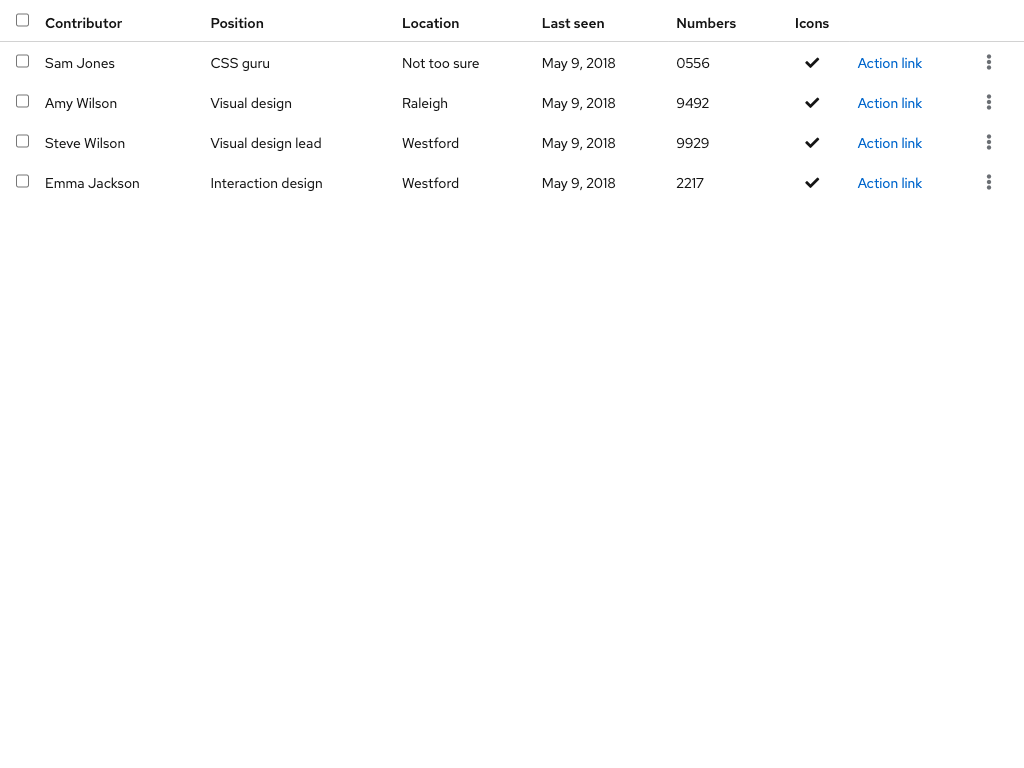 Contributor Position Location Last seen Numbers Icons
Sam Jones CSS guru Not too sure May 9, 2018 0556 Action link
Amy Wilson Visual design Raleigh May 9, 2018 9492 Action link
Steve Wilson Visual design lead Westford May 9, 2018 9929 Action link
Emma Jackson Interaction design Westford May 9, 2018 2217 Action link